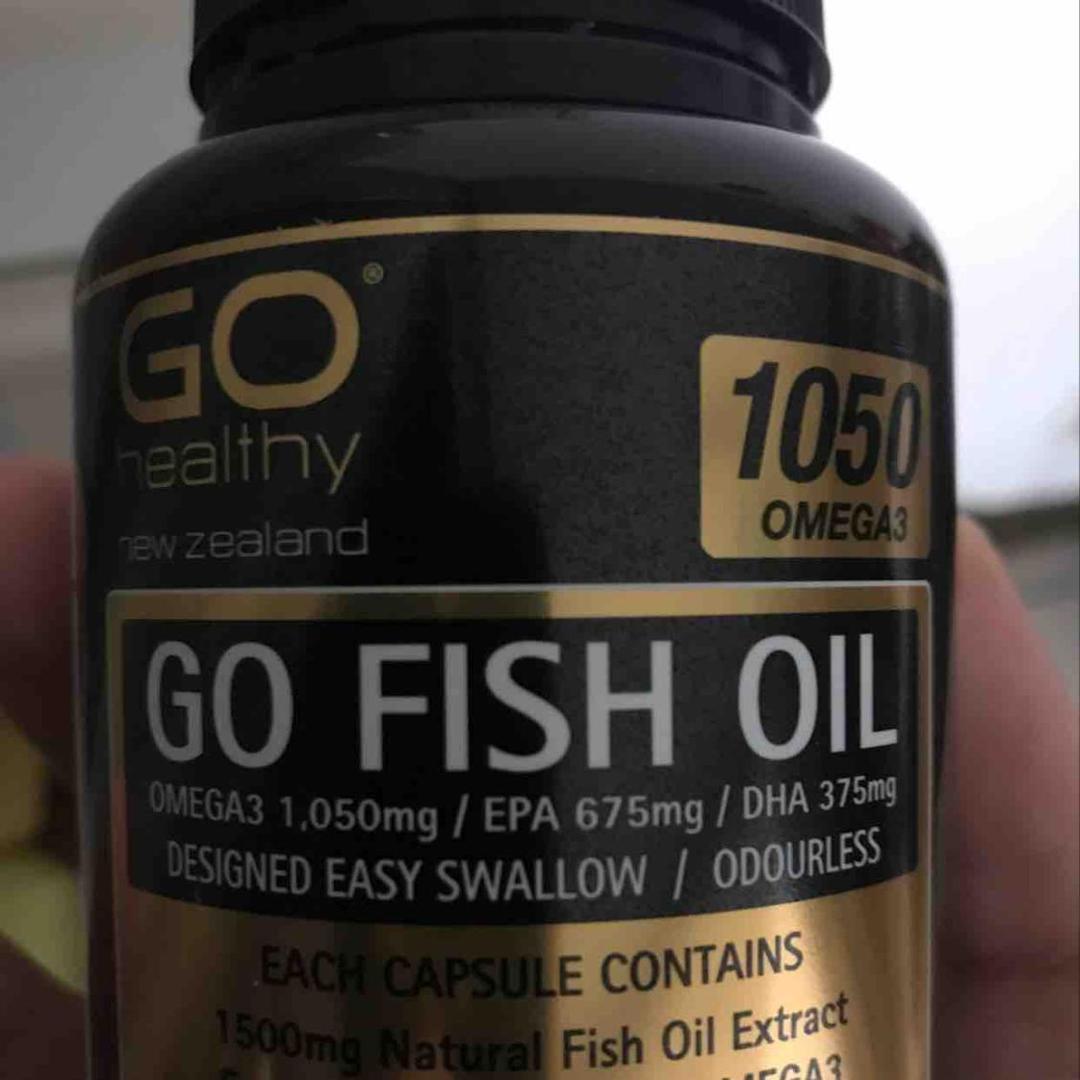 GO®
healthy
new zealand
1050
OMEGA3
GO FISH OIL
OMEGA3 1,050mg / EPA 675mg / DHA 375mg
DESIGNED EASY SWALLOW / ODOURLESS
EACH CAPSULE CONTAINS
1500mg Natural Fish Oil Extract
OMEGA3